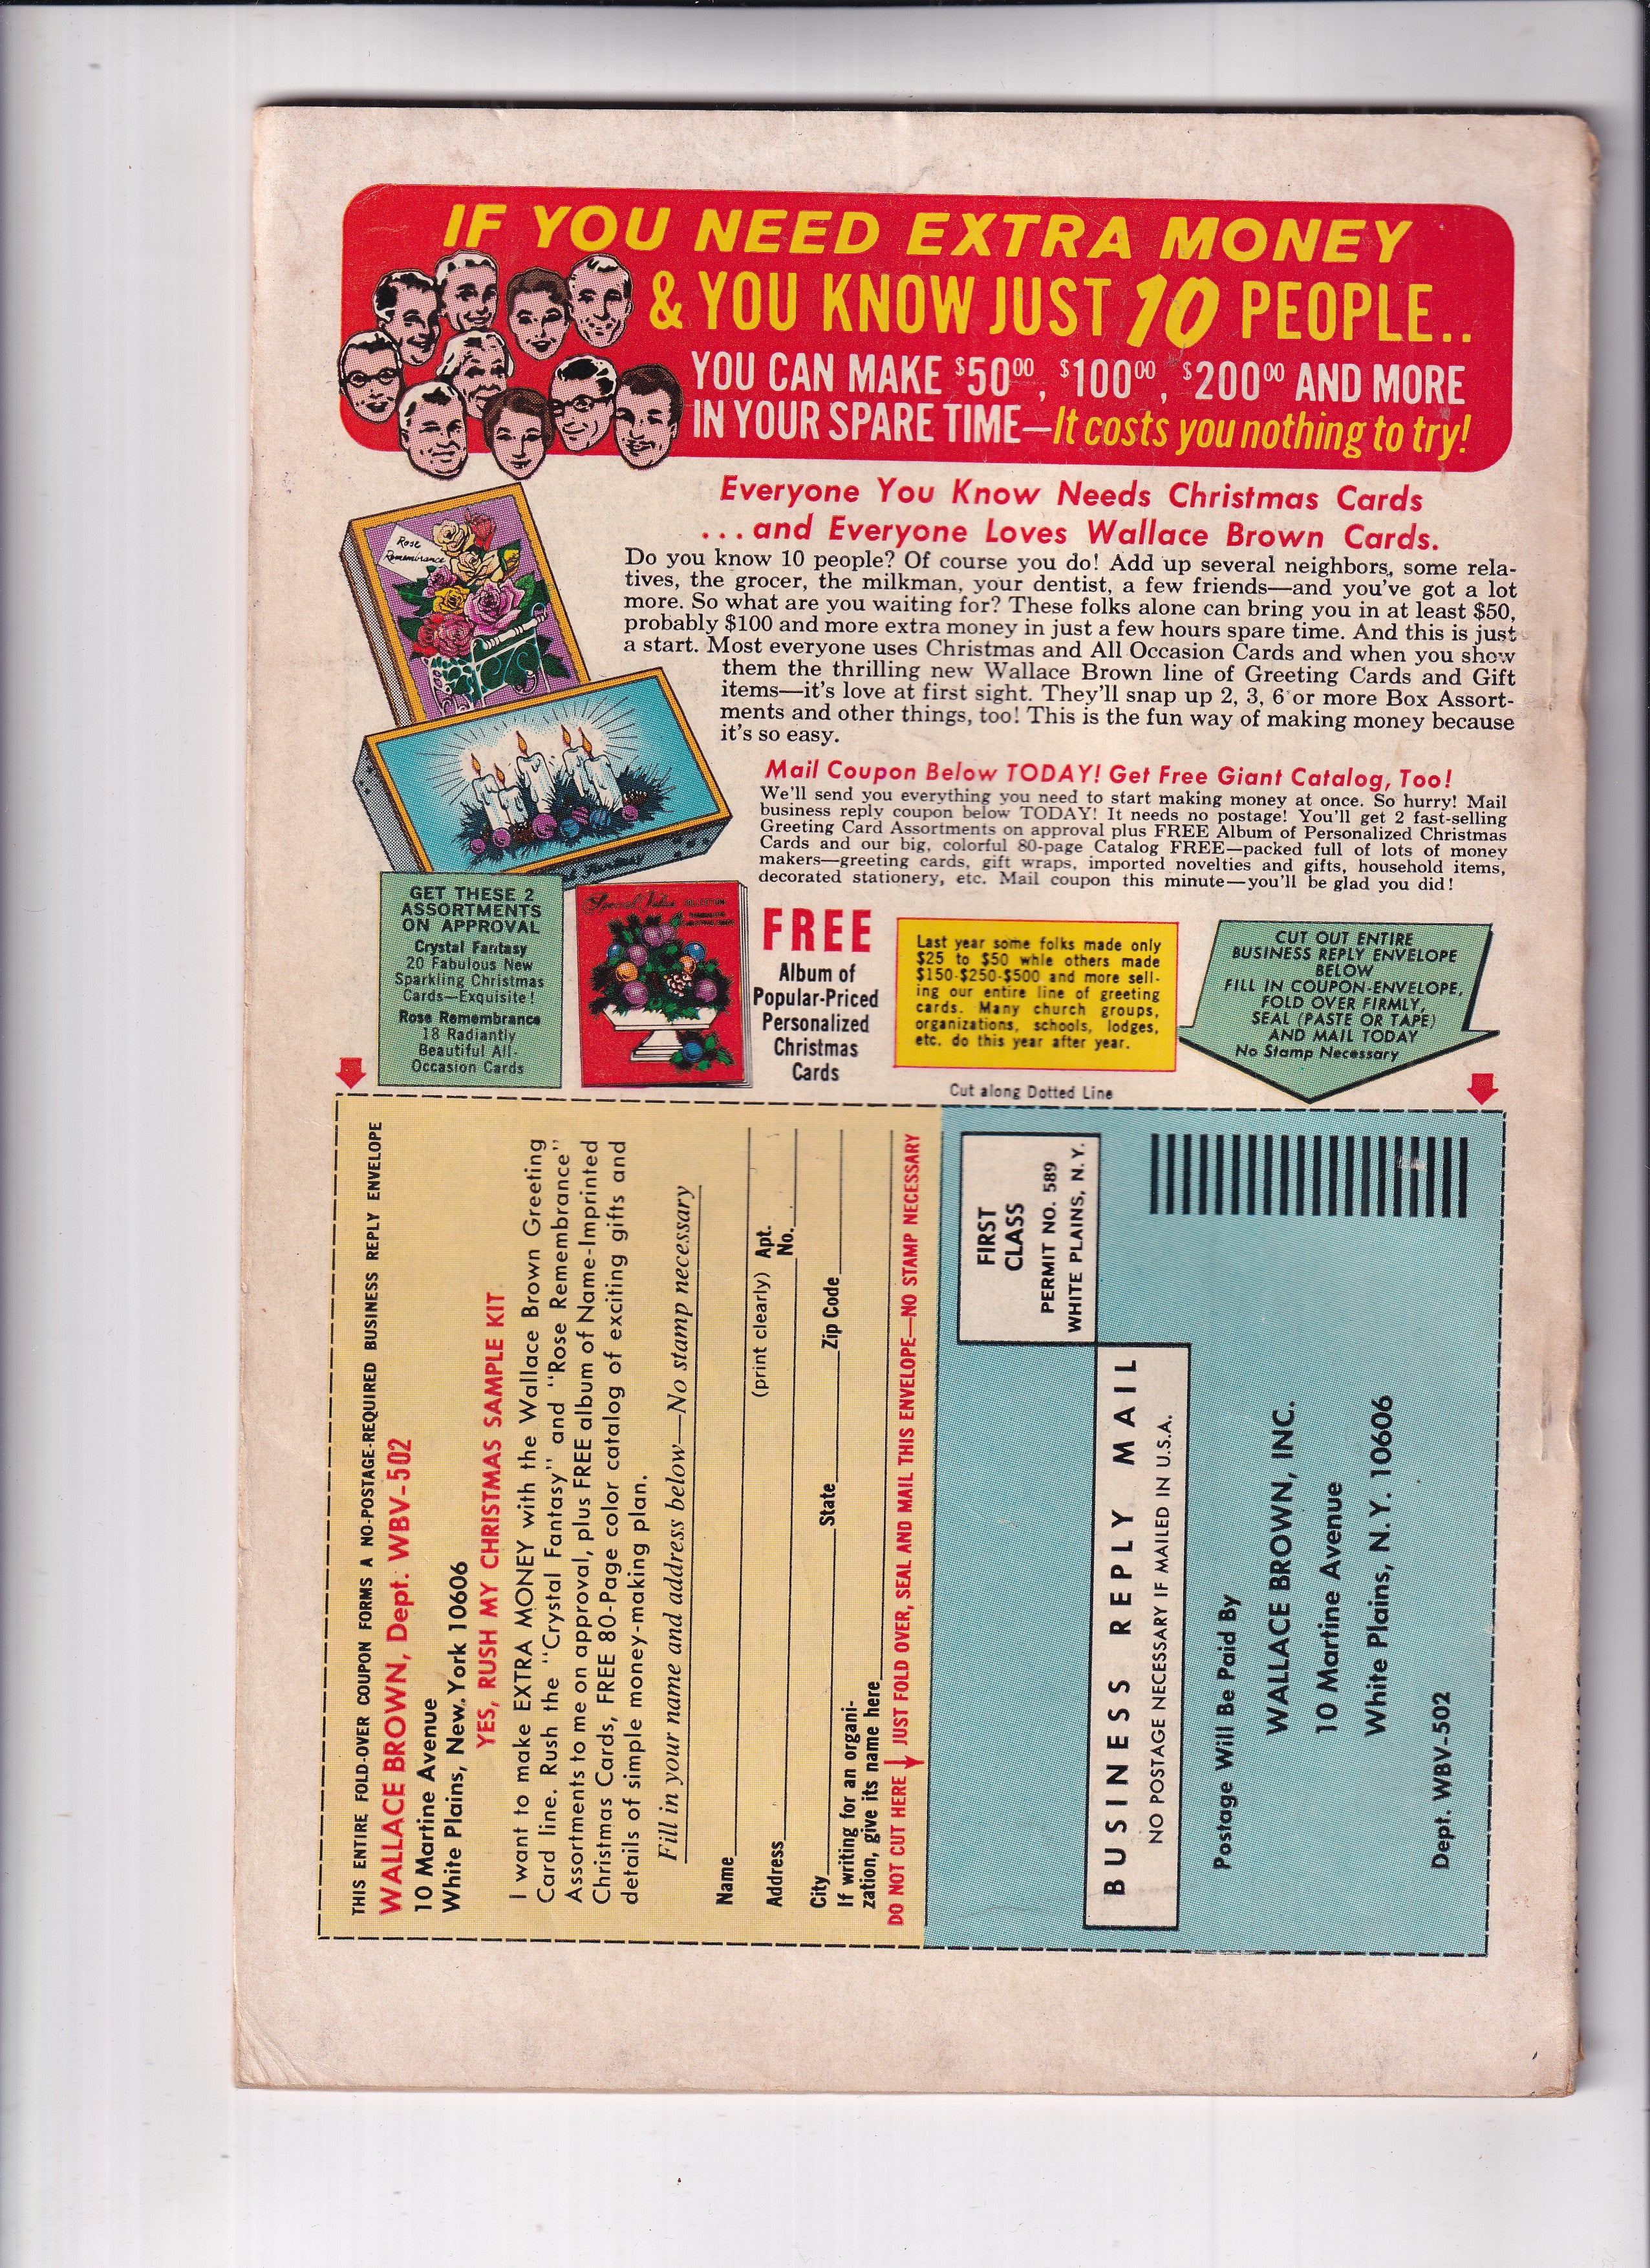 IF YOU NEED EXTRA MONEY
& YOU KNOW JUST 10 PEOPLE..
YOU CAN MAKE $50⁰⁰, $100⁰⁰, $200⁰⁰ AND MORE
IN YOUR SPARE TIME—It costs you nothing to try!
Everyone You Know Needs Christmas Cards
...and Everyone Loves Wallace Brown Cards.
Rose
Remembrance
Do you know 10 people? Of course you do! Add up several neighbors, some rela-
tives, the grocer, the milkman, your dentist, a few friends—and you've got a lot
more. So what are you waiting for? These folks alone can bring you in at least $50,
probably $100 and more extra money in just a few hours spare time. And this is just
a start. Most everyone uses Christmas and All Occasion Cards and when you show
them the thrilling new Wallace Brown line of Greeting Cards and Gift
items—it's love at first sight. They'll snap up 2, 3, 6 or more Box Assort-
ments and other things, too! This is the fun way of making money because
it's so easy.
Mail Coupon Below TODAY! Get Free Giant Catalog, Too!
We'll send you everything you need to start making money at once. So hurry! Mail
business reply coupon below TODAY! It needs no postage! You'll get 2 fast-selling
Greeting Card Assortments on approval plus FREE Album of Personalized Christmas
Cards and our big, colorful 80-page Catalog FREE—packed full of lots of money
makers—greeting cards, gift wraps, imported novelties and gifts, household items,
decorated stationery, etc. Mail coupon this minute—you'll be glad you did!
GET THESE 2
ASSORTMENTS
ON APPROVAL
Crystal Fantasy
20 Fabulous New
Sparkling Christmas
Cards—Exquisite!
Rose Remembrance
18 Radiantly
Beautiful All-
Occasion Cards
Special Value
FREE
Album of
Popular-Priced
Personalized
Christmas
Cards
Last year some folks made only
$25 to $50 whle others made
$150-$250-$500 and more sell-
ing our entire line of greeting
cards. Many church groups,
organizations, schools, lodges,
etc. do this year after year.
CUT OUT ENTIRE
BUSINESS REPLY ENVELOPE
BELOW
FILL IN COUPON-ENVELOPE,
FOLD OVER FIRMLY,
SEAL (PASTE OR TAPE)
AND MAIL TODAY
No Stamp Necessary
Cut along Dotted Line
THIS ENTIRE FOLD-OVER COUPON FORMS A NO-POSTAGE-REQUIRED BUSINESS REPLY ENVELOPE
WALLACE BROWN, Dept. WBV-502
10 Martine Avenue
White Plains, New York 10606
YES, RUSH MY CHRISTMAS SAMPLE KIT
I want to make EXTRA MONEY with the Wallace Brown Greeting
Card line. Rush the "Crystal Fantasy" and "Rose Remembrance"
Assortments to me on approval, plus FREE album of Name-Imprinted
Christmas Cards, FREE 80-Page color catalog of exciting gifts and
details of simple money-making plan.
Fill in your name and address below—No stamp necessary
Name
(print clearly) Apt.
Address No.
City State Zip Code
If writing for an organi-
zation, give its name here
DO NOT CUT HERE JUST FOLD OVER, SEAL AND MAIL THIS ENVELOPE—NO STAMP NECESSARY
FIRST
CLASS
PERMIT NO. 589
WHITE PLAINS, N. Y.
BUSINESS REPLY MAIL
NO POSTAGE NECESSARY IF MAILED IN U.S.A.
Postage Will Be Paid By
WALLACE BROWN, INC.
10 Martine Avenue
White Plains, N. Y. 10606
Dept. WBV-502